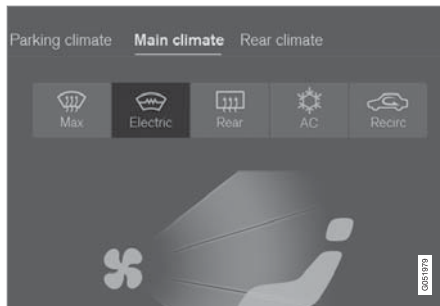 Parking climate Main climate Rear climate
Max Electric Rear AC Recirc
G051979